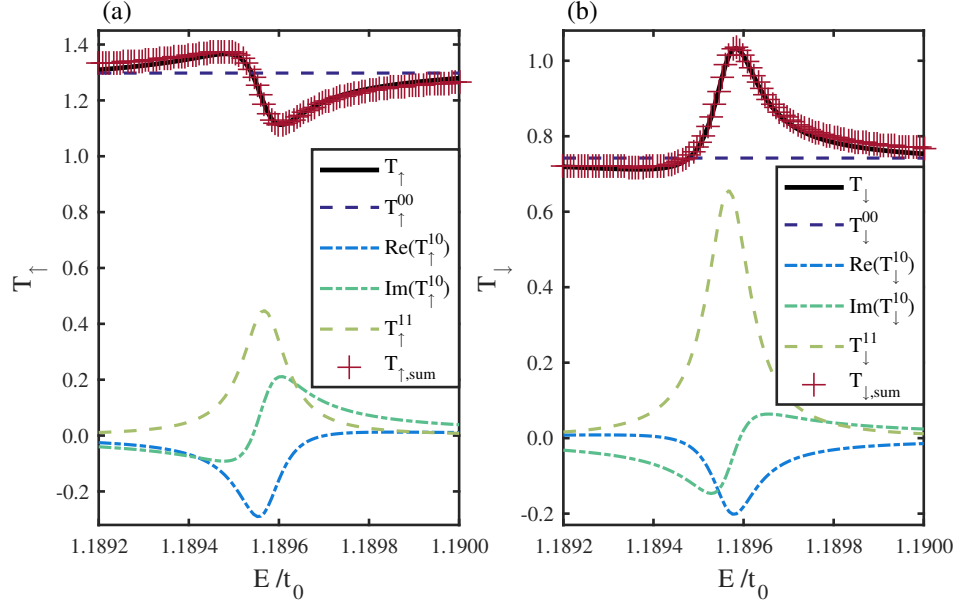 (a)
1.4
1.2
1.0
0.8
0.6
0.4
0.2
0.0
-0.2
T↑
1.1892
1.1894
1.1896
1.1898
1.1900
E/t₀
T↑
T↑⁰⁰
Re(T↑¹⁰)
Im(T↑¹⁰)
T↑¹¹
T↑,sum
(b)
1.0
0.8
0.6
0.4
0.2
0.0
-0.2
T↓
1.1892
1.1894
1.1896
1.1898
1.1900
E/t₀
T↓
T↓⁰⁰
Re(T↓¹⁰)
Im(T↓¹⁰)
T↓¹¹
T↓,sum